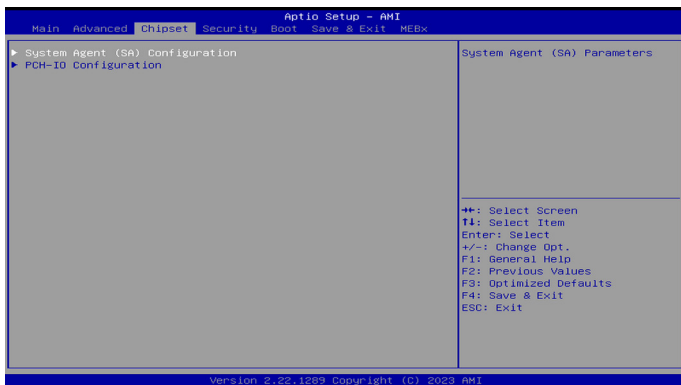 Aptio Setup – AMI
Main Advanced Chipset Security Boot Save & Exit MEBx
▶ System Agent (SA) Configuration
▶ PCH-IO Configuration
System Agent (SA) Parameters
→←: Select Screen
↑↓: Select Item
Enter: Select
+/-: Change Opt.
F1: General Help
F2: Previous Values
F3: Optimized Defaults
F4: Save & Exit
ESC: Exit
Version 2.22.1289 Copyright (C) 2023 AMI